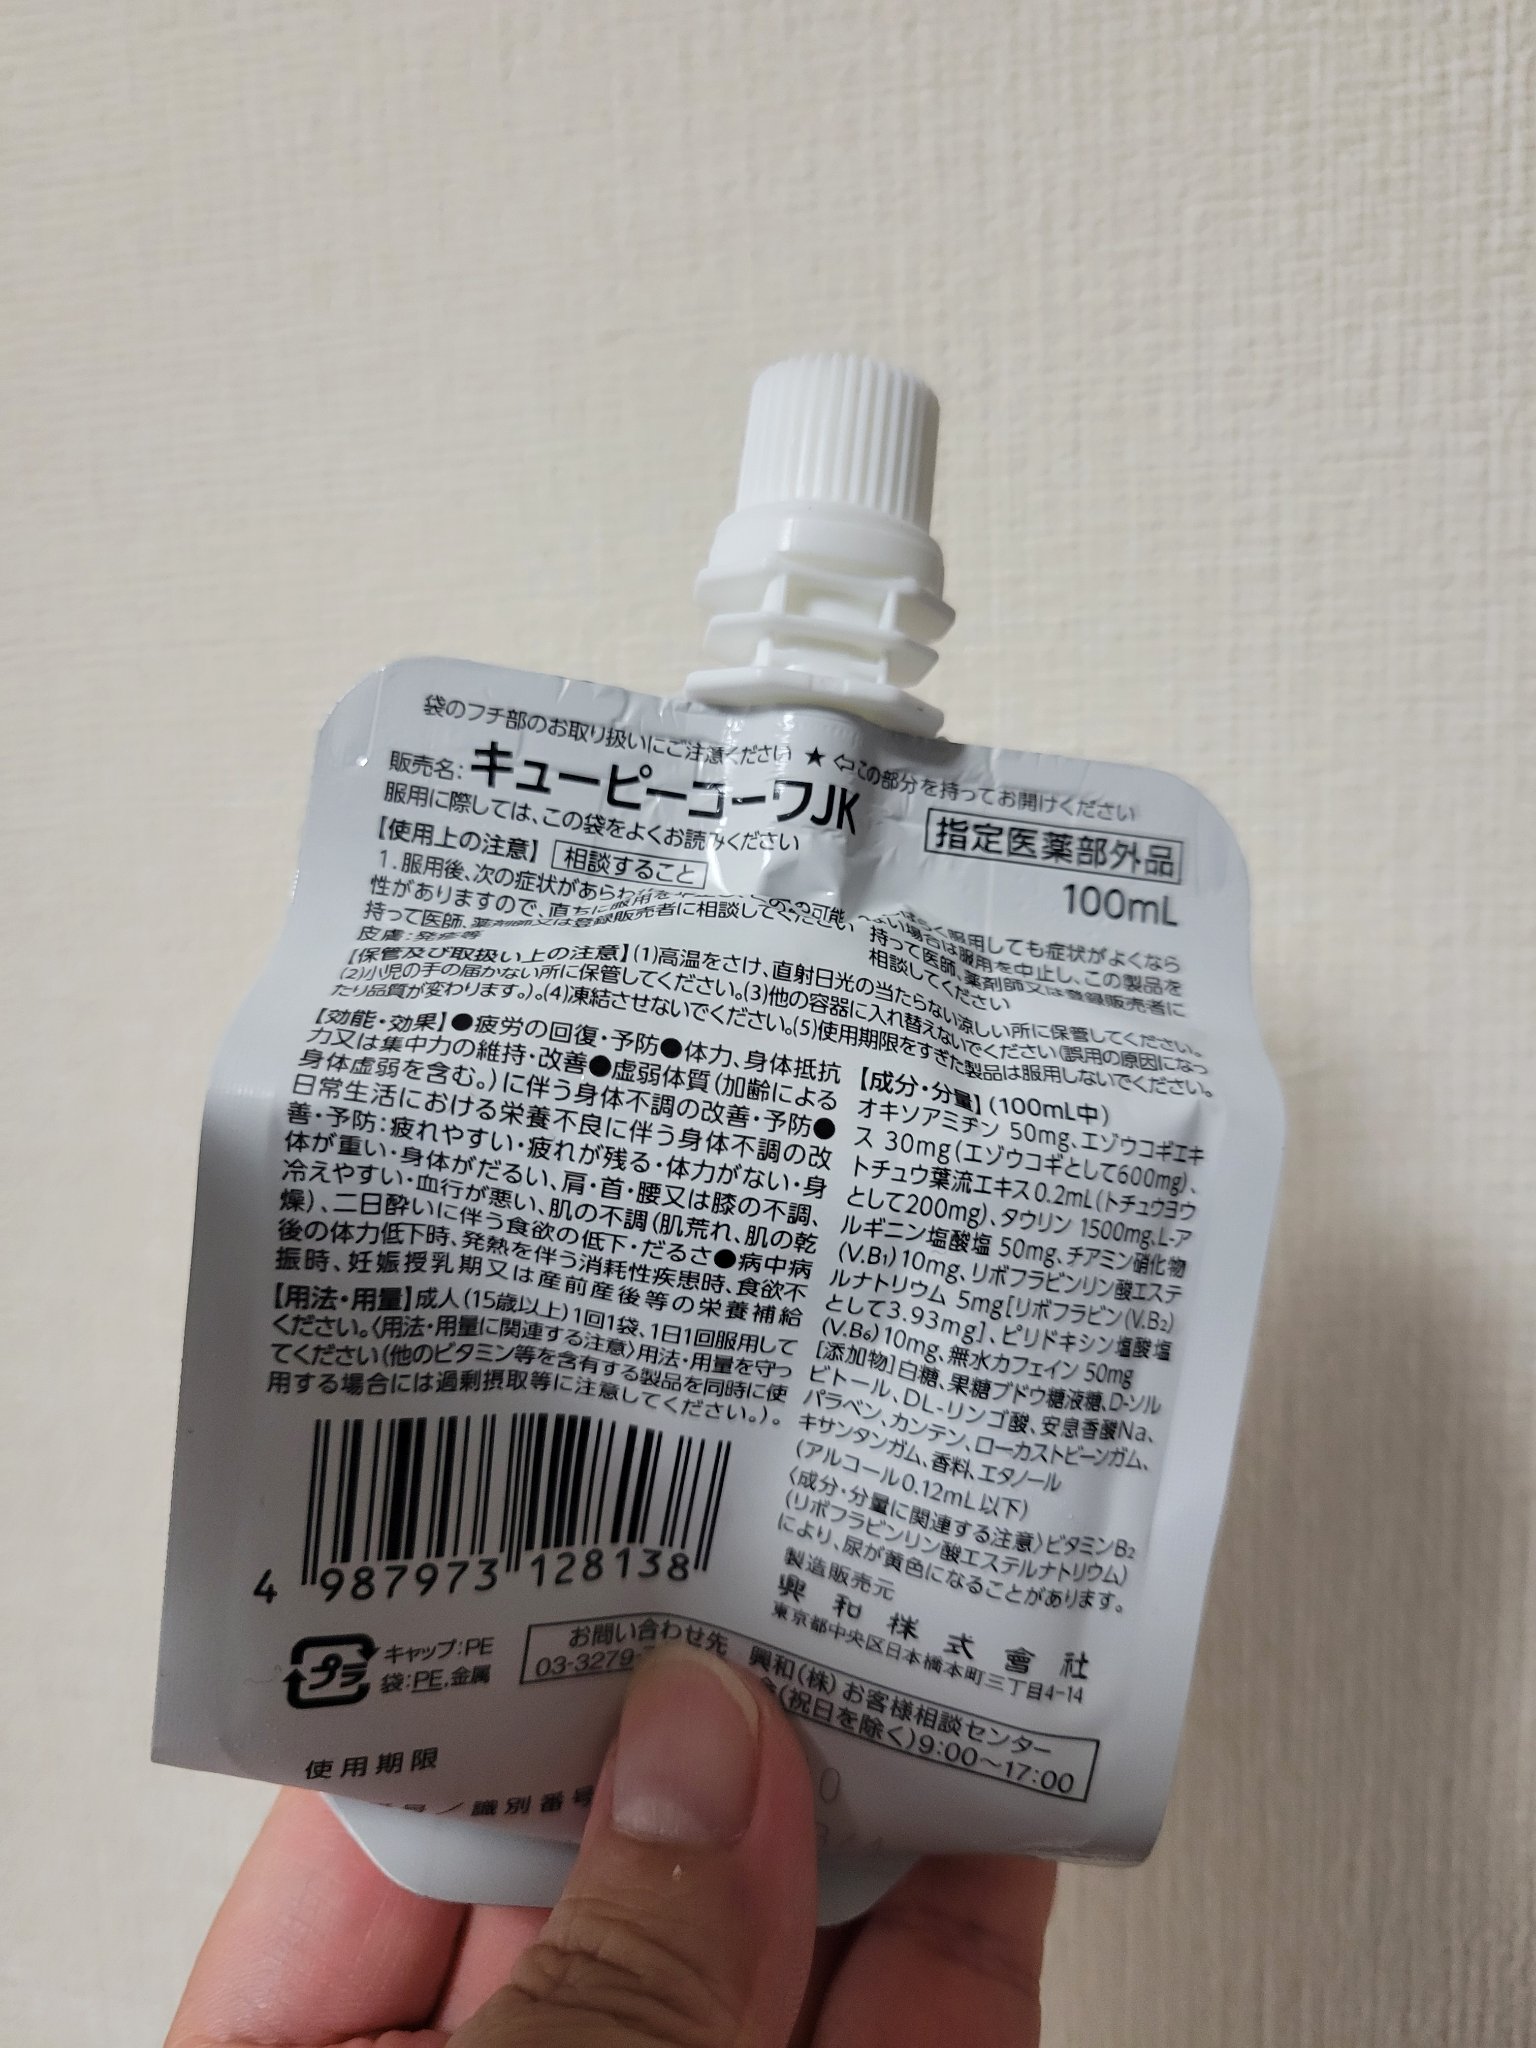 袋のフチ部のお取り扱いにご注意ください ★ ⇦この部分を持ってお開けください
販売名:キューピーコーワJK
服用に際しては、この袋をよくお読みください
指定医薬部外品
100mL
【使用上の注意】 相談すること
1.服用後、次の症状があらわ
性がありますので、直ちに服用を の可能
持って医師、薬剤師又は登録販売者に相談してください
皮膚:発疹等
服用しても症状がよくなら
ない場合は服用を中止し、この製品を
持って医師、薬剤師又は登録販売者に
相談してください
【保管及び取扱い上の注意】(1)高温をさけ、直射日光の当たらない涼しい所に保管してください。
(2)小児の手の届かない所に保管してください。(3)他の容器に入れ替えないでください(誤用の原因になっ
たり品質が変わります。)。(4)凍結させないでください。(5)使用期限をすぎた製品は服用しないでください。
【効能・効果】●疲労の回復・予防●体力、身体抵抗
力又は集中力の維持・改善●虚弱体質(加齢による
身体虚弱を含む。)に伴う身体不調の改善・予防●
日常生活における栄養不良に伴う身体不調の改
善・予防:疲れやすい・疲れが残る・体力がない・身
体が重い・身体がだるい、肩・首・腰又は膝の不調、
冷えやすい・血行が悪い、肌の不調(肌荒れ、肌の乾
燥)、二日酔いに伴う食欲の低下・だるさ●病中病
後の体力低下時、発熱を伴う消耗性疾患時、食欲不
振時、妊娠授乳期又は産前産後等の栄養補給
【用法・用量】成人(15歳以上)1回1袋、1日1回服用して
ください。〈用法・用量に関連する注意〉用法・用量を守っ
てください(他のビタミン等を含有する製品を同時に使
用する場合には過剰摂取等に注意してください。)。
【成分・分量】(100mL中)
オキソアミヂン 50mg、エゾウコギエキ
ス 30mg(エゾウコギとして600mg)、
トチュウ葉流エキス0.2mL(トチュウヨウ
として200mg)、タウリン 1500mg、L-ア
ルギニン塩酸塩 50mg、チアミン硝化物
(V.B₁)10mg、リボフラビンリン酸エステ
ルナトリウム 5mg[リボフラビン(V.B₂)
として3.93mg]、ピリドキシン塩酸塩
(V.B₆)10mg、無水カフェイン 50mg
[添加物]白糖、果糖ブドウ糖液糖、D-ソル
ビトール、DL-リンゴ酸、安息香酸Na、
パラベン、カンテン、ローカストビーンガム、
キサンタンガム、香料、エタノール
(アルコール0.12mL以下)
〈成分・分量に関連する注意〉ビタミンB₂
(リボフラビンリン酸エステルナトリウム)
により、尿が黄色になることがあります。
製造販売元
興和株式會社
東京都中央区日本橋本町三丁目4-14
4 987973 128138
プラ
キャップ:PE
袋:PE,金属
お問い合わせ先 興和(株)お客様相談センター
03-3279- (祝日を除く)9:00～17:00
使用期限
識別番号